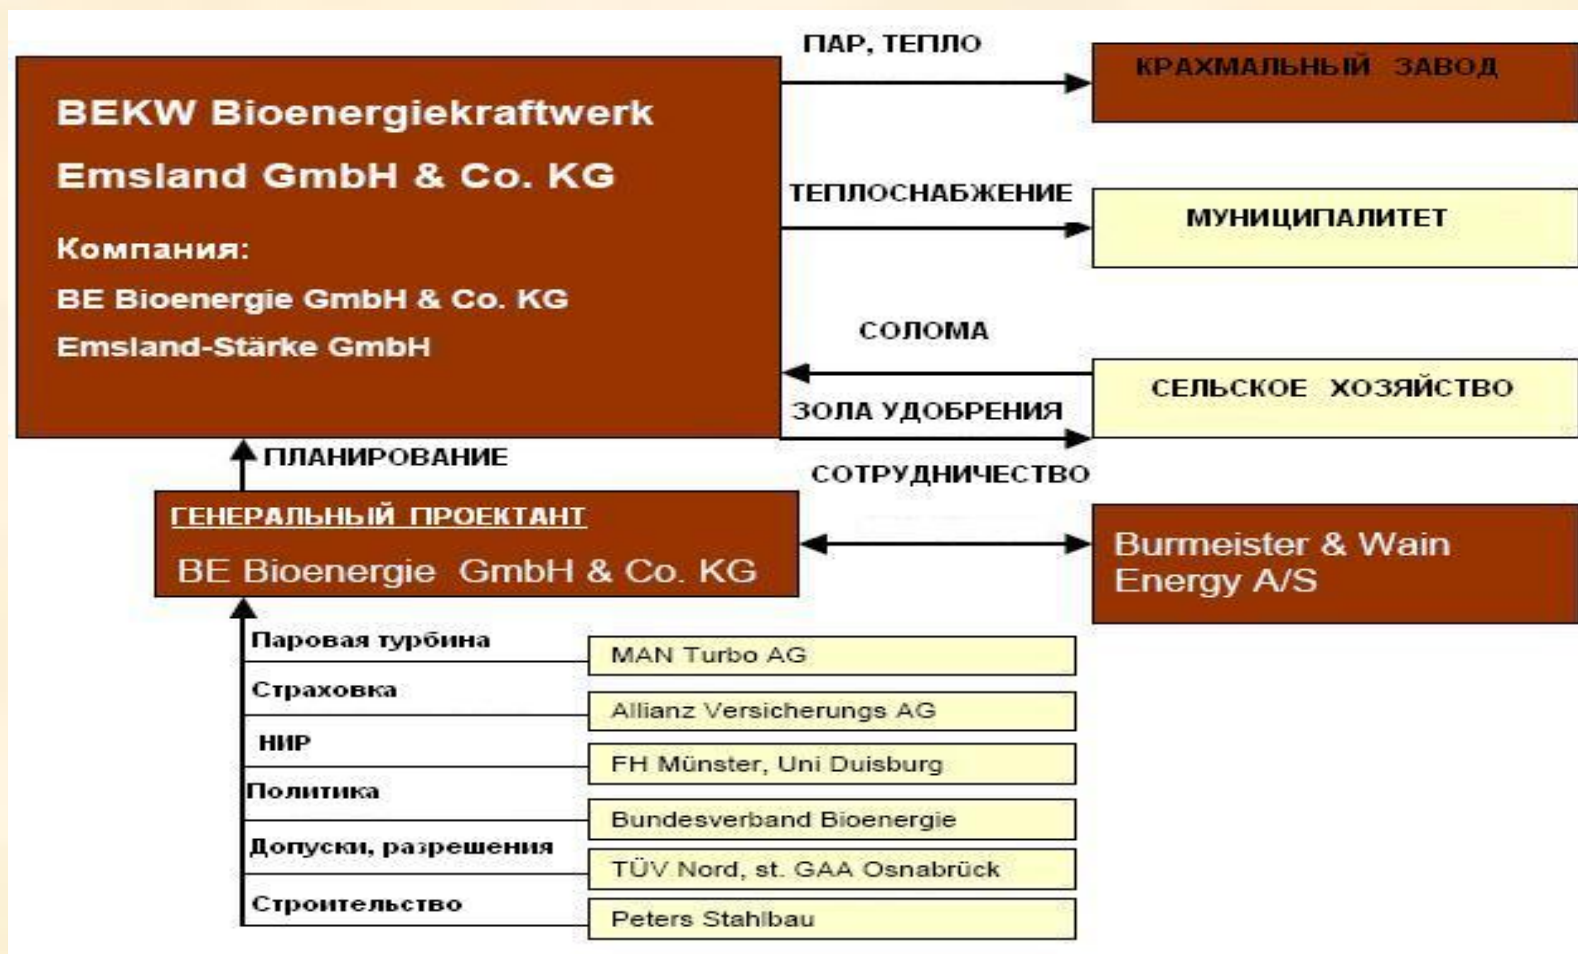 ПАР, ТЕПЛО
КРАХМАЛЬНЫЙ ЗАВОД
BEKW Bioenergiekraftwerk
Emsland GmbH & Co. KG
Компания:
BE Bioenergie GmbH & Co. KG
Emsland-Stärke GmbH
ТЕПЛОСНАБЖЕНИЕ
МУНИЦИПАЛИТЕТ
СОЛОМА
СЕЛЬСКОЕ ХОЗЯЙСТВО
ЗОЛА УДОБРЕНИЯ
ПЛАНИРОВАНИЕ
СОТРУДНИЧЕСТВО
ГЕНЕРАЛЬНЫЙ ПРОЕКТАНТ
BE Bioenergie GmbH & Co. KG
Burmeister & Wain
Energy A/S
Паровая турбина
MAN Turbo AG
Страховка
Allianz Versicherungs AG
НИР
FH Münster, Uni Duisburg
Политика
Bundesverband Bioenergie
Допуски, разрешения
TÜV Nord, st. GAA Osnabrück
Строительство
Peters Stahlbau